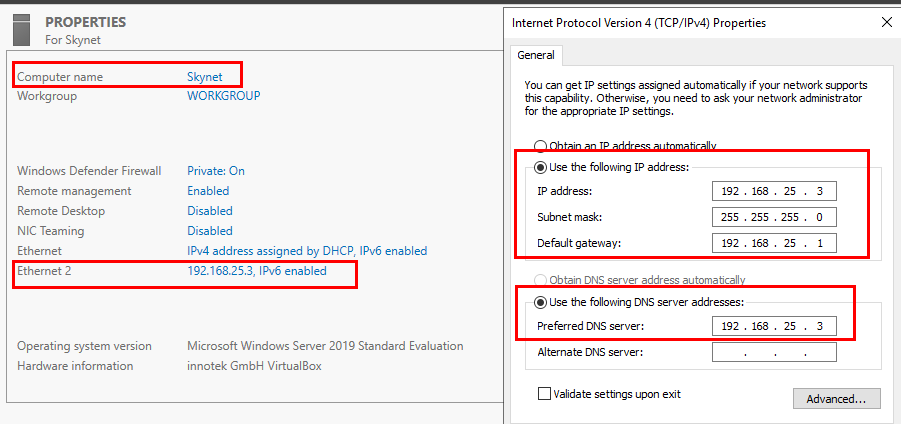 PROPERTIES
For Skynet
Computer name Skynet
Workgroup WORKGROUP
Windows Defender Firewall Private: On
Remote management Enabled
Remote Desktop Disabled
NIC Teaming Disabled
Ethernet IPv4 address assigned by DHCP, IPv6 enabled
Ethernet 2 192.168.25.3, IPv6 enabled
Operating system version Microsoft Windows Server 2019 Standard Evaluation
Hardware information innotek GmbH VirtualBox
Internet Protocol Version 4 (TCP/IPv4) Properties
General
You can get IP settings assigned automatically if your network supports
this capability. Otherwise, you need to ask your network administrator
for the appropriate IP settings.
Obtain an IP address automatically
Use the following IP address:
IP address: 192 . 168 . 25 . 3
Subnet mask: 255 . 255 . 255 . 0
Default gateway: 192 . 168 . 25 . 1
Obtain DNS server address automatically
Use the following DNS server addresses:
Preferred DNS server: 192 . 168 . 25 . 3
Alternate DNS server: . . .
Validate settings upon exit
Advanced...